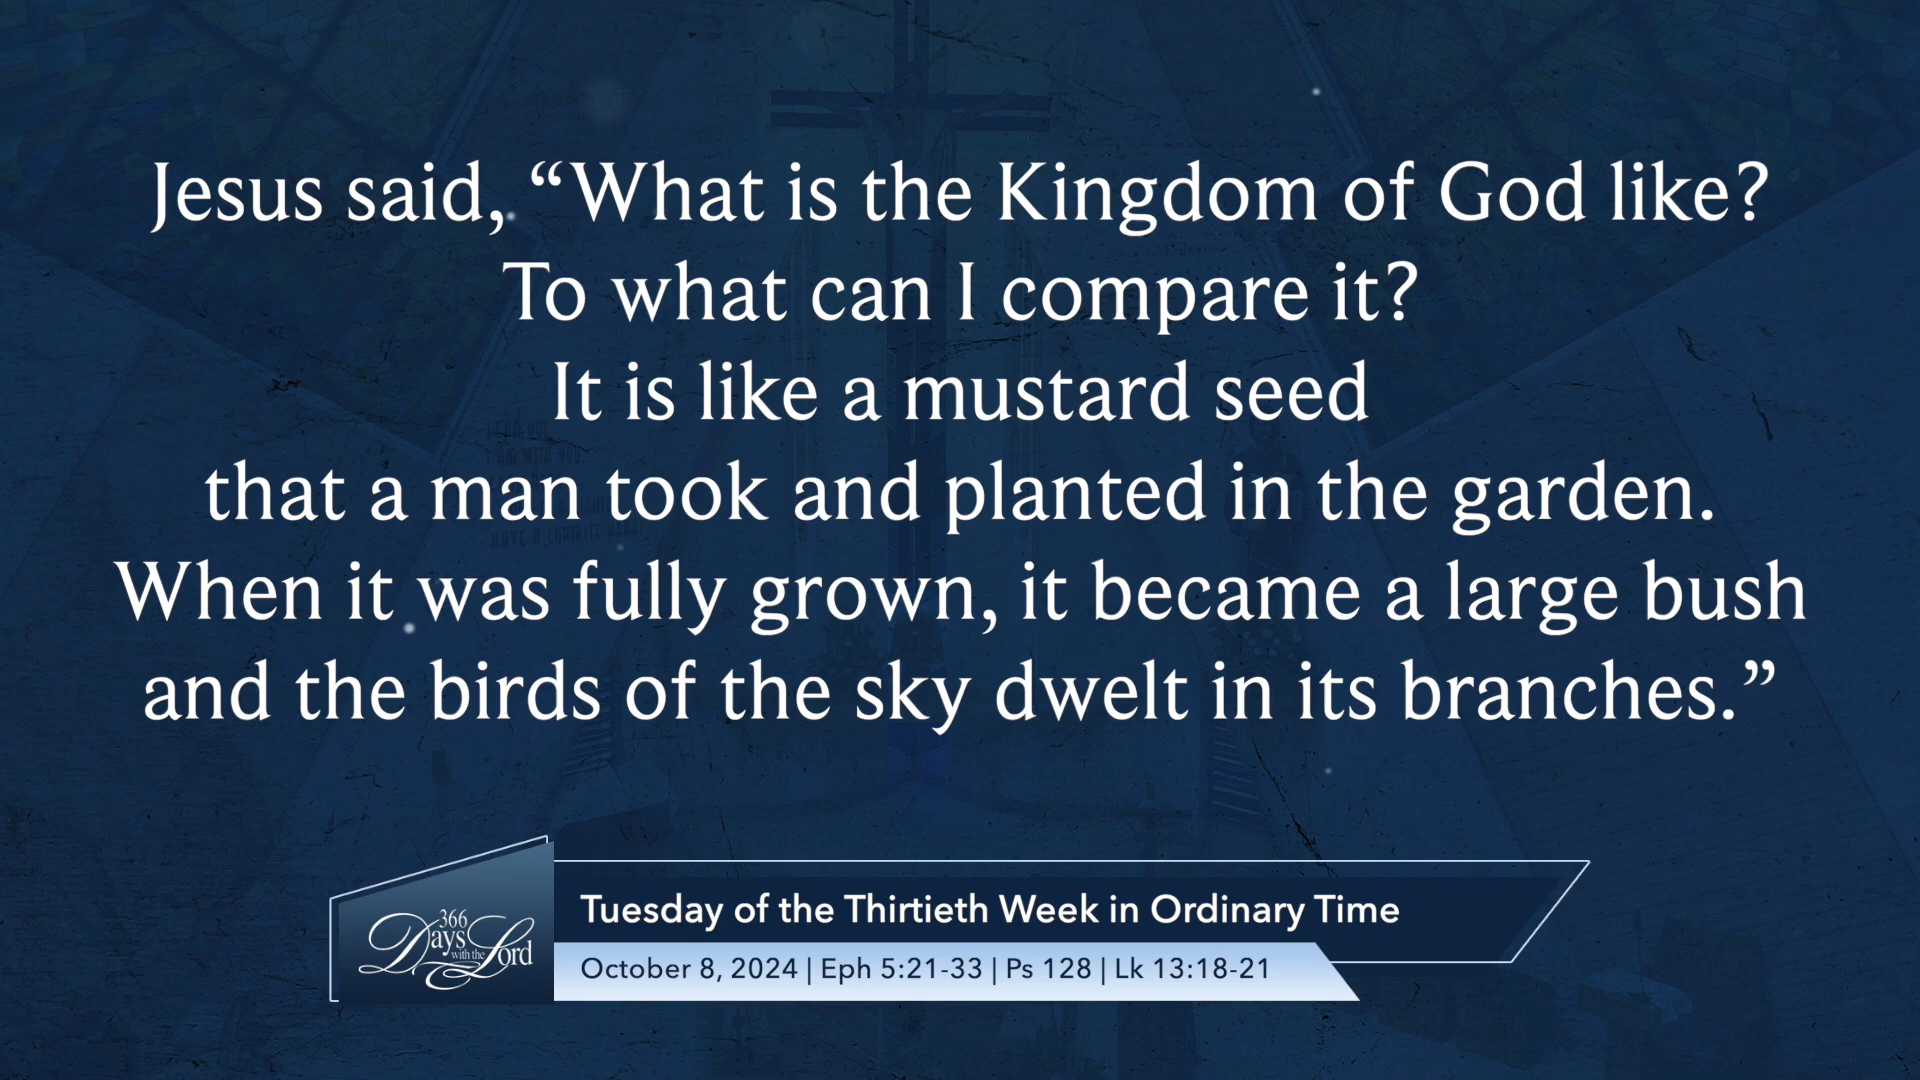 Jesus said, “What is the Kingdom of God like?
To what can I compare it?
It is like a mustard seed
that a man took and planted in the garden.
When it was fully grown, it became a large bush
and the birds of the sky dwelt in its branches.”
366
Days with the Lord
Tuesday of the Thirtieth Week in Ordinary Time
October 8, 2024 | Eph 5:21-33 | Ps 128 | Lk 13:18-21